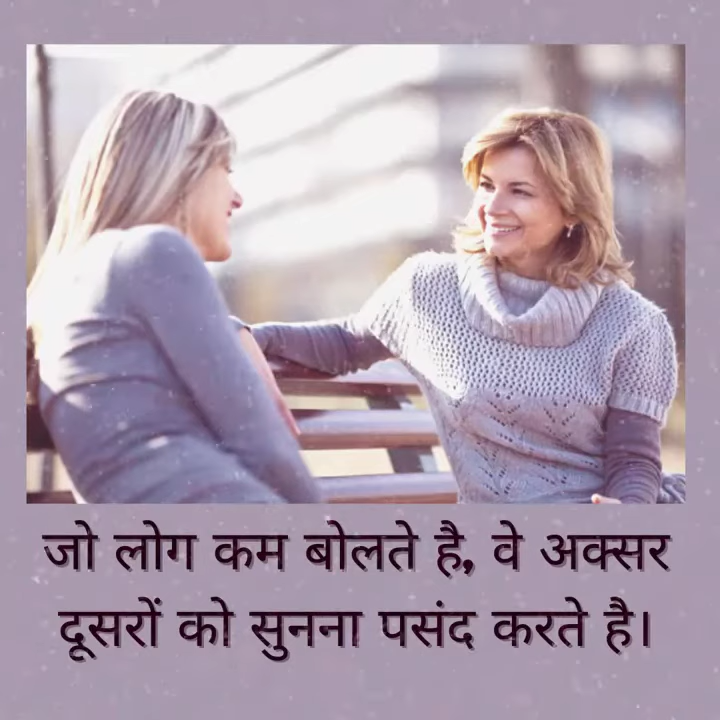 जो लोग कम बोलते है, वे अक्सर
दूसरों को सुनना पसंद करते है।